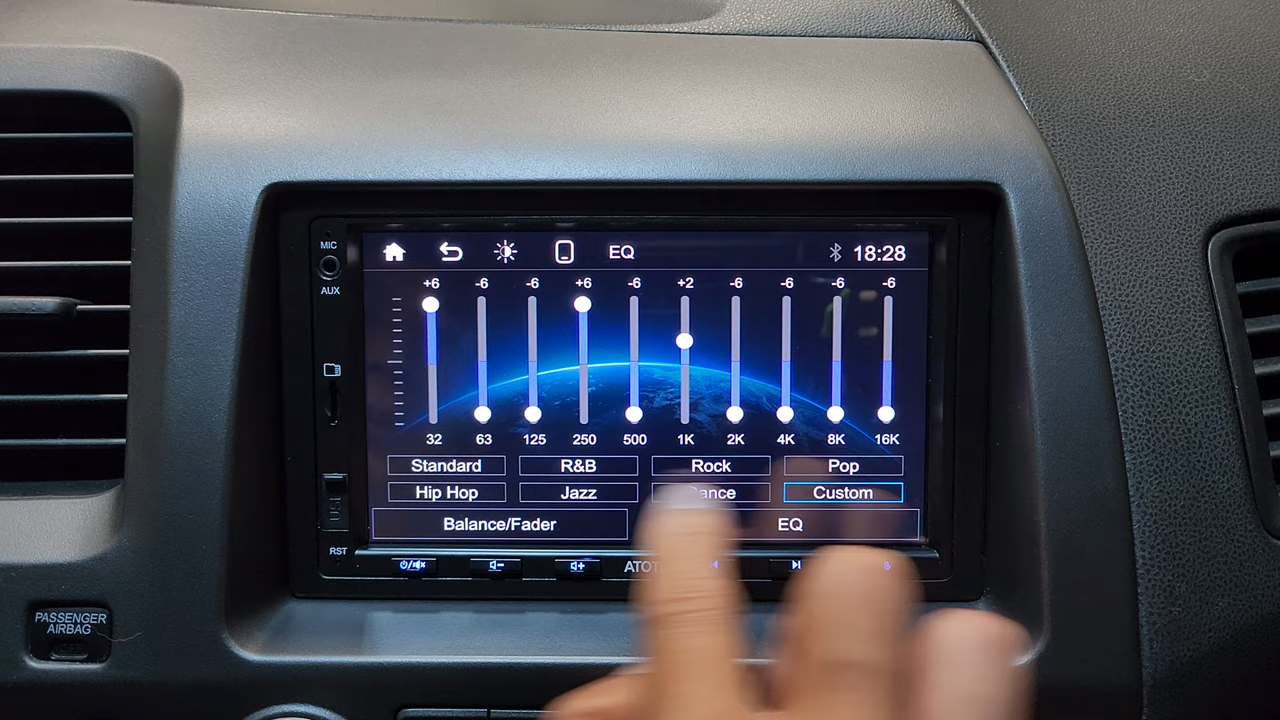 MIC
AUX
EQ 18:28
+6 -6 -6 +6 -6 +2 -6 -6 -6 -6
32 63 125 250 500 1K 2K 4K 8K 16K
Standard R&B Rock Pop
Hip Hop Jazz Custom
Balance/Fader EQ
RST
PASSENGER
AIRBAG